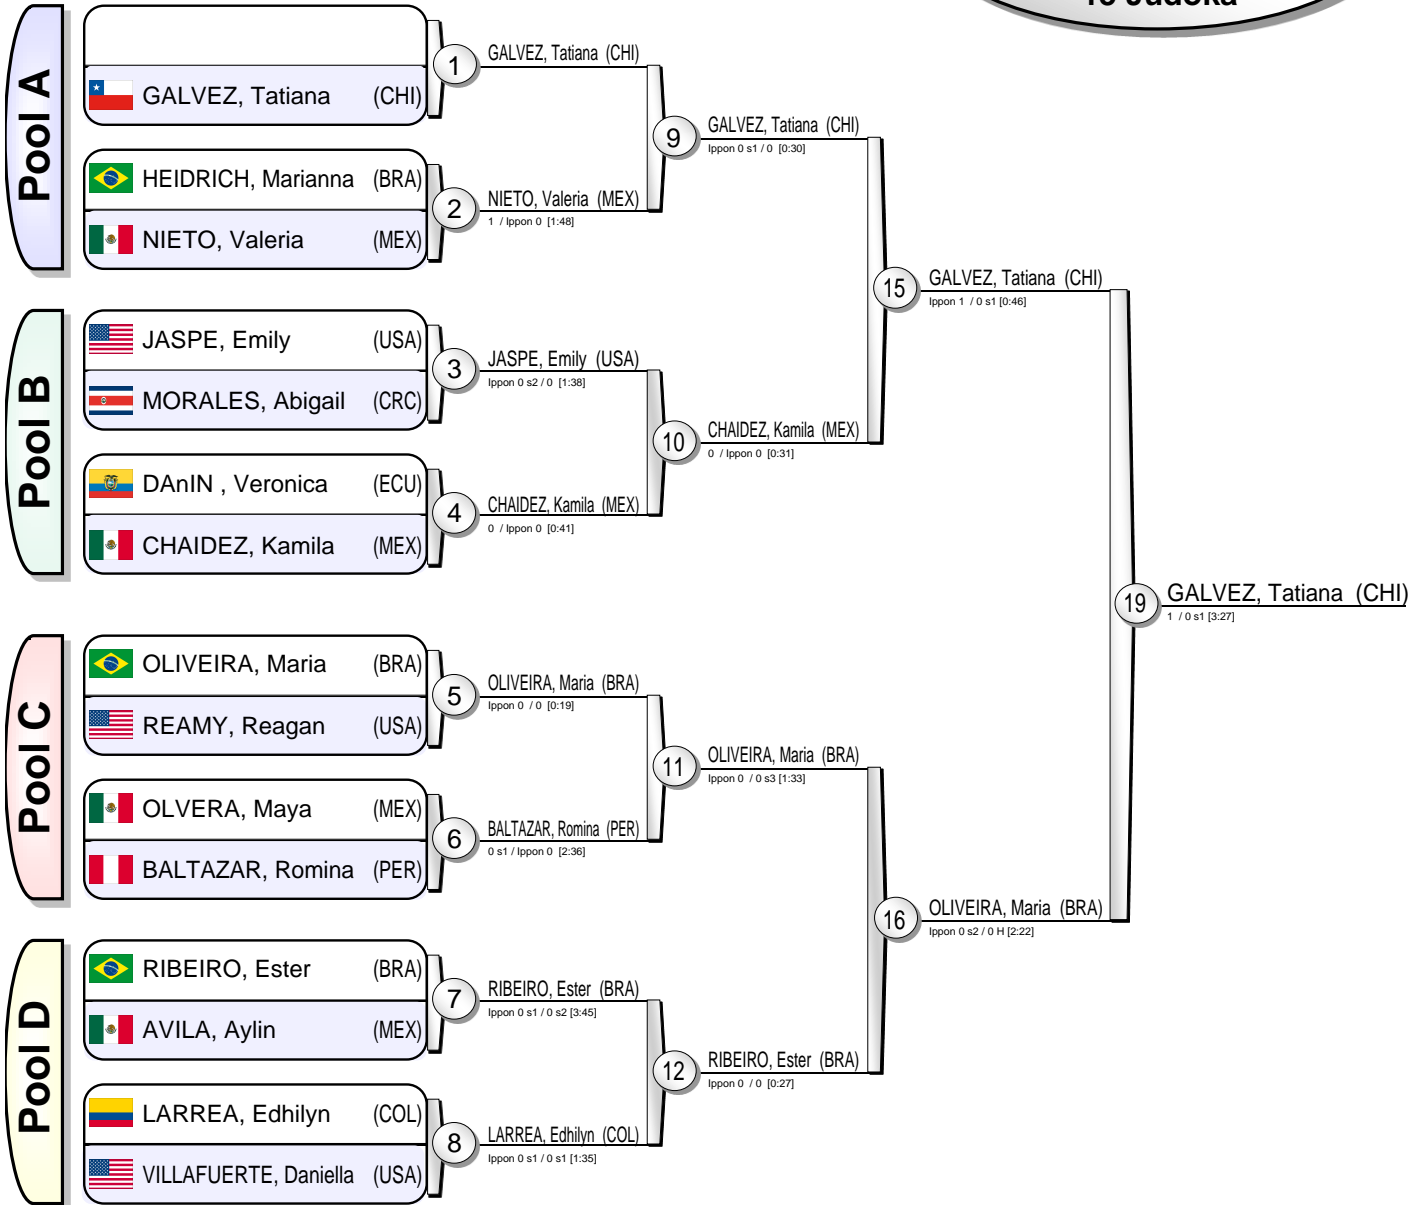 15 Judoka
Pool A
GALVEZ, Tatiana (CHI)
HEIDRICH, Marianna (BRA)
NIETO, Valeria (MEX)
Pool B
JASPE, Emily (USA)
MORALES, Abigail (CRC)
DAnIN , Veronica (ECU)
CHAIDEZ, Kamila (MEX)
Pool C
OLIVEIRA, Maria (BRA)
REAMY, Reagan (USA)
OLVERA, Maya (MEX)
BALTAZAR, Romina (PER)
Pool D
RIBEIRO, Ester (BRA)
AVILA, Aylin (MEX)
LARREA, Edhilyn (COL)
VILLAFUERTE, Daniella (USA)
1
GALVEZ, Tatiana (CHI)
2
NIETO, Valeria (MEX)
1 / Ippon 0 [1:48]
3
JASPE, Emily (USA)
Ippon 0 s2 / 0 [1:38]
4
CHAIDEZ, Kamila (MEX)
0 / Ippon 0 [0:41]
5
OLIVEIRA, Maria (BRA)
Ippon 0 / 0 [0:19]
6
BALTAZAR, Romina (PER)
0 s1 / Ippon 0 [2:36]
7
RIBEIRO, Ester (BRA)
Ippon 0 s1 / 0 s2 [3:45]
8
LARREA, Edhilyn (COL)
Ippon 0 s1 / 0 s1 [1:35]
9
GALVEZ, Tatiana (CHI)
Ippon 0 s1 / 0 [0:30]
10
CHAIDEZ, Kamila (MEX)
0 / Ippon 0 [0:31]
11
OLIVEIRA, Maria (BRA)
Ippon 0 / 0 s3 [1:33]
12
RIBEIRO, Ester (BRA)
Ippon 0 / 0 [0:27]
15
GALVEZ, Tatiana (CHI)
Ippon 1 / 0 s1 [0:46]
16
OLIVEIRA, Maria (BRA)
Ippon 0 s2 / 0 H [2:22]
19
GALVEZ, Tatiana (CHI)
1 / 0 s1 [3:27]